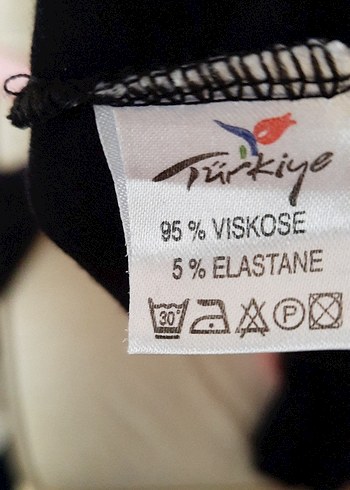 Türkiye
95 % VISKOSE
5 % ELASTANE
30° P